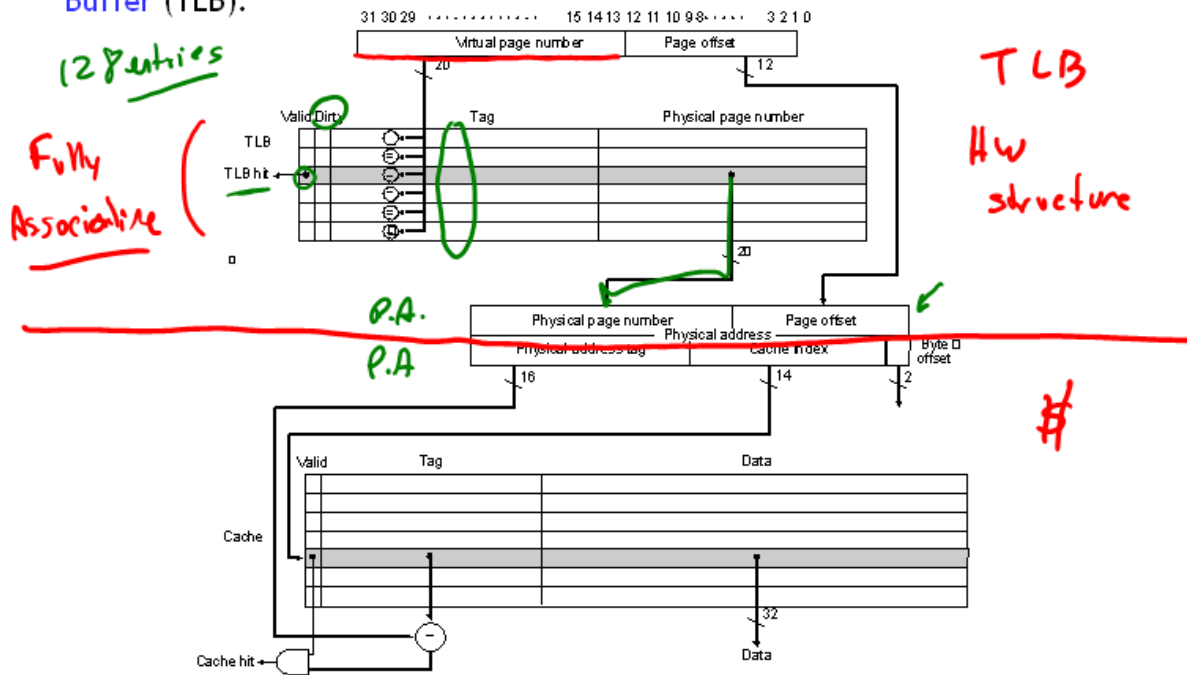 Buffer (TLB).
31 30 29 · · · · · · · · · · · · · · · · 15 14 13 12 11 10 9 8 · · · · · 3 2 1 0
Virtual page number Page offset
128 entries
20 12
TLB
Valid Dirty Tag Physical page number
TLB
Fully
HW
TLB hit
structure
Associative
20
P.A.
Physical page number Page offset
Physical address
P.A
Physical address tag Cache index Byte
offset
16 14 2
$
Valid Tag Data
Cache
=
32
Cache hit Data